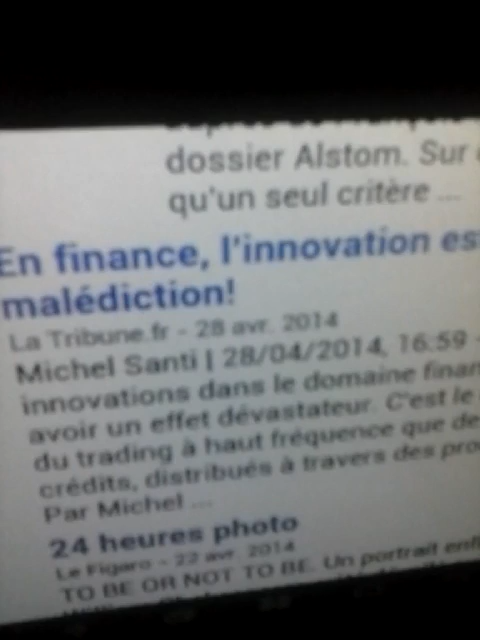 dossier Alstom. Sur
qu'un seul critère ...
En finance, l'innovation es
malédiction!
La Tribune.fr - 28 avr. 2014
Michel Santi | 28/04/2014, 16:59 -
innovations dans le domaine finan
avoir un effet dévastateur. C'est le
du trading à haut fréquence que de
crédits, distribués à travers des pro
Par Michel ...
24 heures photo
Le Figaro - 22 avr. 2014
TO BE OR NOT TO BE. Un portrait